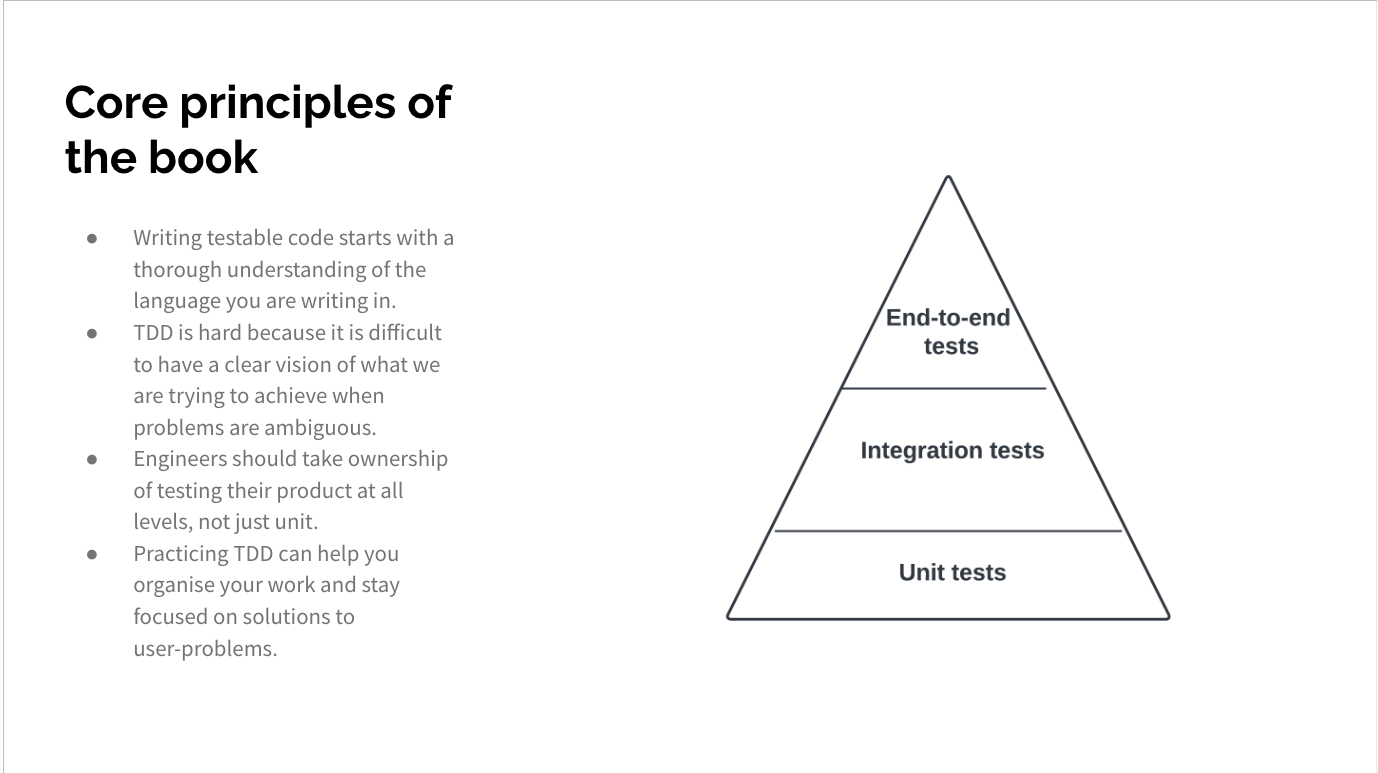 Core principles of
the book
● Writing testable code starts with a
thorough understanding of the
language you are writing in.
● TDD is hard because it is difficult
to have a clear vision of what we
are trying to achieve when
problems are ambiguous.
● Engineers should take ownership
of testing their product at all
levels, not just unit.
● Practicing TDD can help you
organise your work and stay
focused on solutions to
user-problems.
End-to-end
tests
Integration tests
Unit tests